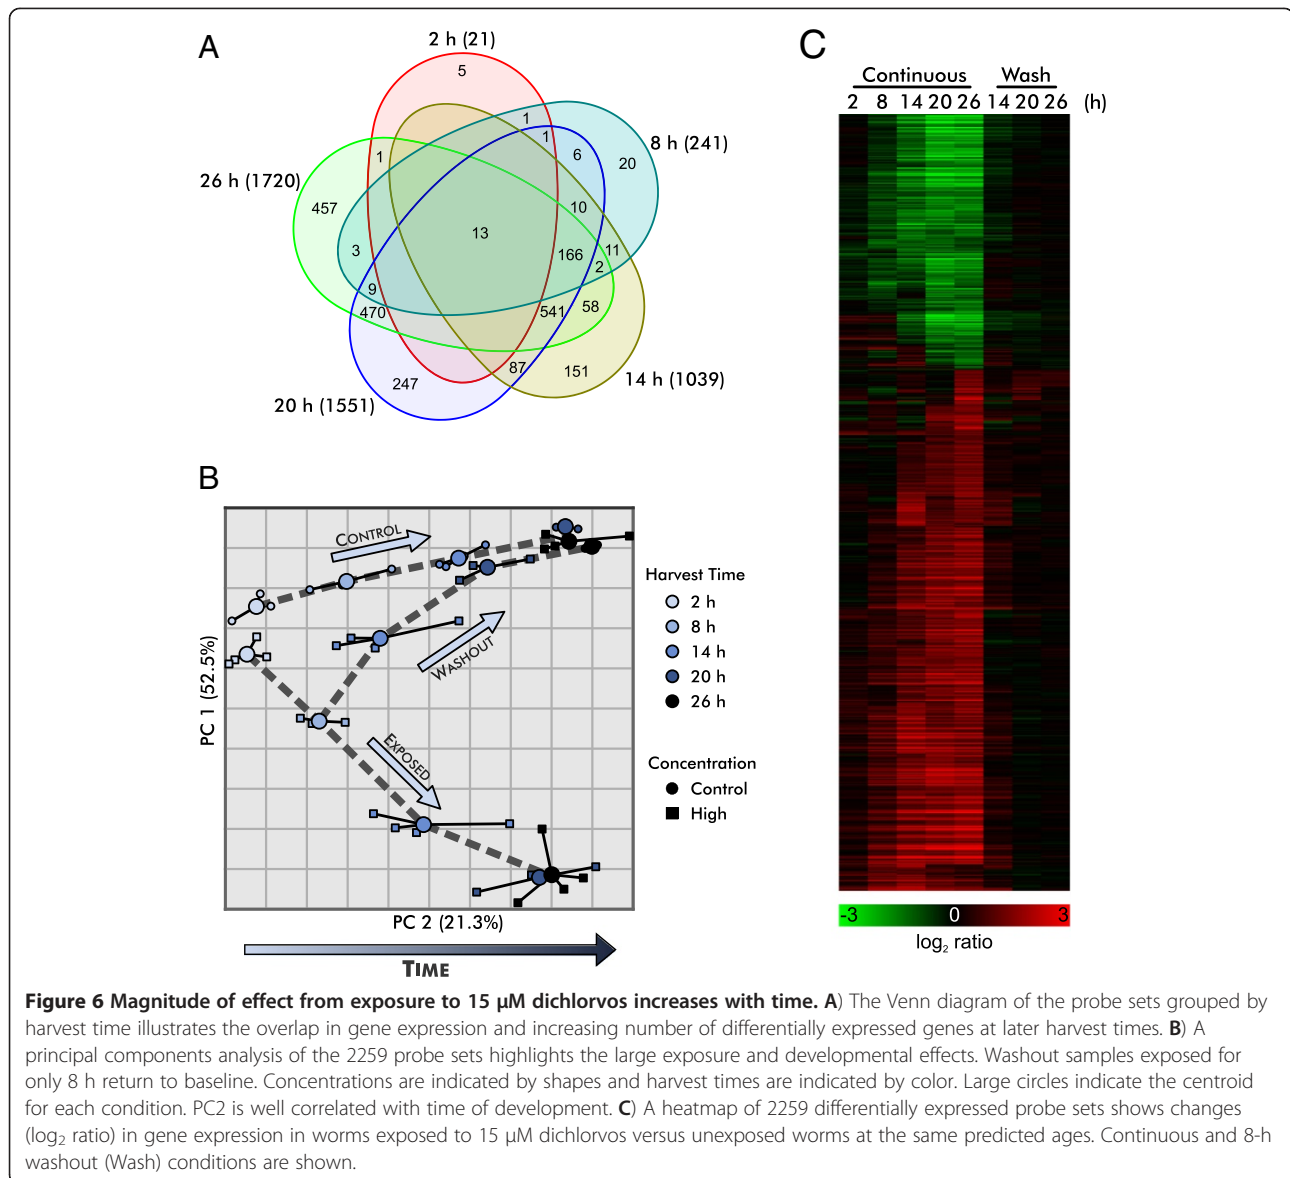 A
2 h (21)
5
1
1
8 h (241)
6
20
1
26 h (1720)
457
10
13
3
166
11
2
9
470
541
58
87
151
247
14 h (1039)
20 h (1551)
B
CONTROL
WASHOUT
EXPOSED
PC 1 (52.5%)
PC 2 (21.3%)
TIME
Harvest Time
2 h
8 h
14 h
20 h
26 h
Concentration
Control
High
C
Continuous Wash
2 8 14 20 26 14 20 26 (h)
-3 0 3
log₂ ratio
Figure 6 Magnitude of effect from exposure to 15 μM dichlorvos increases with time. A) The Venn diagram of the probe sets grouped by
harvest time illustrates the overlap in gene expression and increasing number of differentially expressed genes at later harvest times. B) A
principal components analysis of the 2259 probe sets highlights the large exposure and developmental effects. Washout samples exposed for
only 8 h return to baseline. Concentrations are indicated by shapes and harvest times are indicated by color. Large circles indicate the centroid
for each condition. PC2 is well correlated with time of development. C) A heatmap of 2259 differentially expressed probe sets shows changes
(log₂ ratio) in gene expression in worms exposed to 15 μM dichlorvos versus unexposed worms at the same predicted ages. Continuous and 8-h
washout (Wash) conditions are shown.